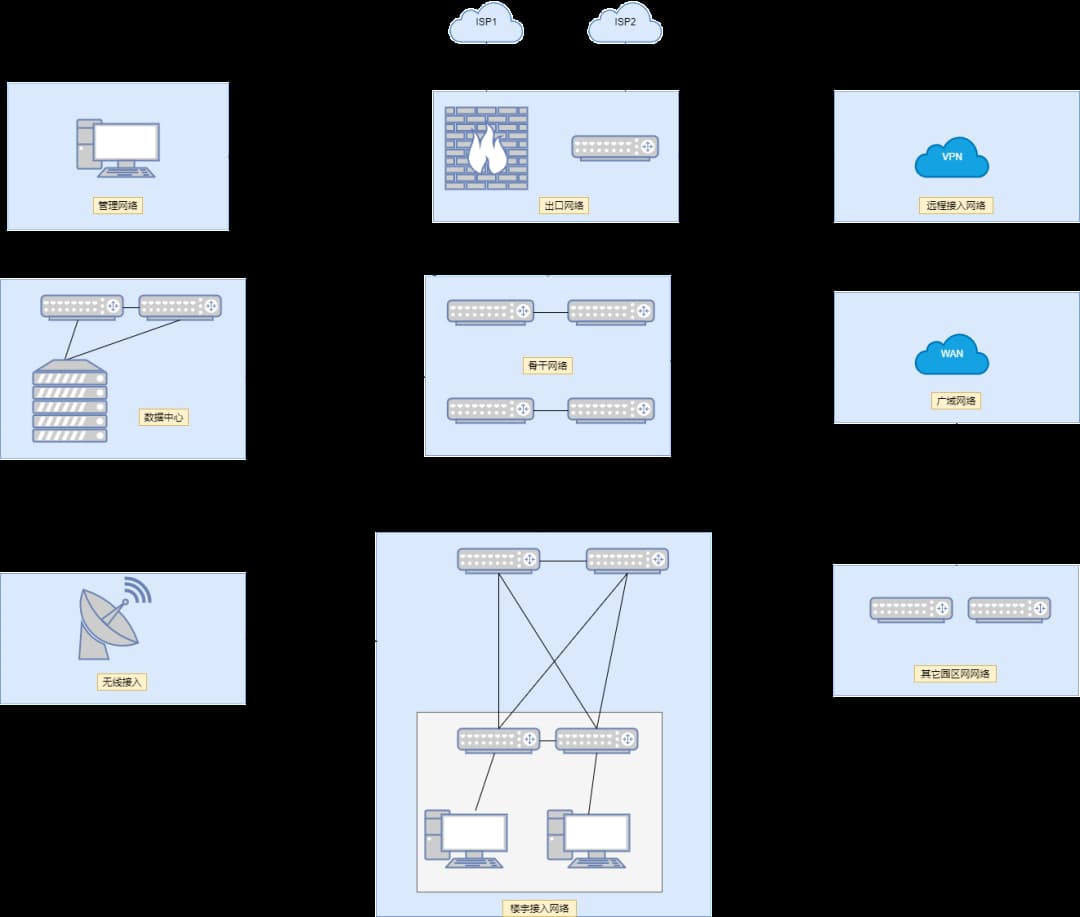 ISP1
ISP2
管理网络
出口网络
VPN
远程接入网络
数据中心
骨干网络
WAN
广域网络
无线接入
其它园区网网络
楼宇接入网络